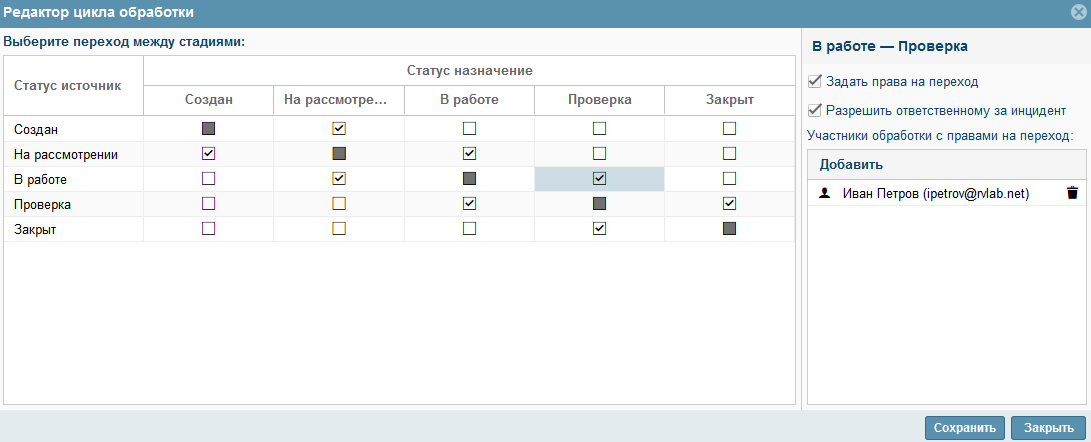 Редактор цикла обработки
Выберите переход между стадиями:
Статус источник
Статус назначение
Создан На рассмотре... В работе Проверка Закрыт
Создан
На рассмотрении
В работе
Проверка
Закрыт
В работе — Проверка
Задать права на переход
Разрешить ответственному за инцидент
Участники обработки с правами на переход:
Добавить
Иван Петров (ipetrov@rvlab.net)
Сохранить Закрыть